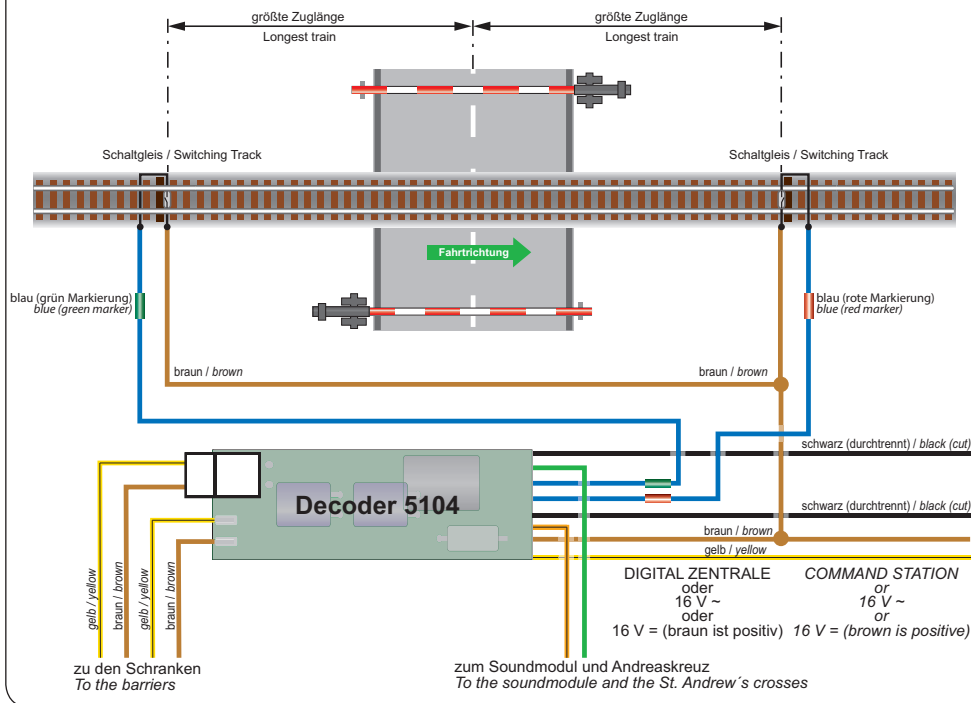 größte Zuglänge
Longest train
größte Zuglänge
Longest train
Schaltgleis / Switching Track
Schaltgleis / Switching Track
Fahrtrichtung
blau (grün Markierung)
blue (green marker)
blau (rote Markierung)
blue (red marker)
braun / brown
braun / brown
schwarz (durchtrennt) / black (cut)
Decoder 5104
schwarz (durchtrennt) / black (cut)
braun / brown
gelb / yellow
gelb / yellow
braun / brown
gelb / yellow
braun / brown
DIGITAL ZENTRALE
oder
16 V ~
oder
16 V = (braun ist positiv)
COMMAND STATION
or
16 V ~
or
16 V = (brown is positive)
zu den Schranken
To the barriers
zum Soundmodul und Andreaskreuz
To the soundmodule and the St. Andrew´s crosses